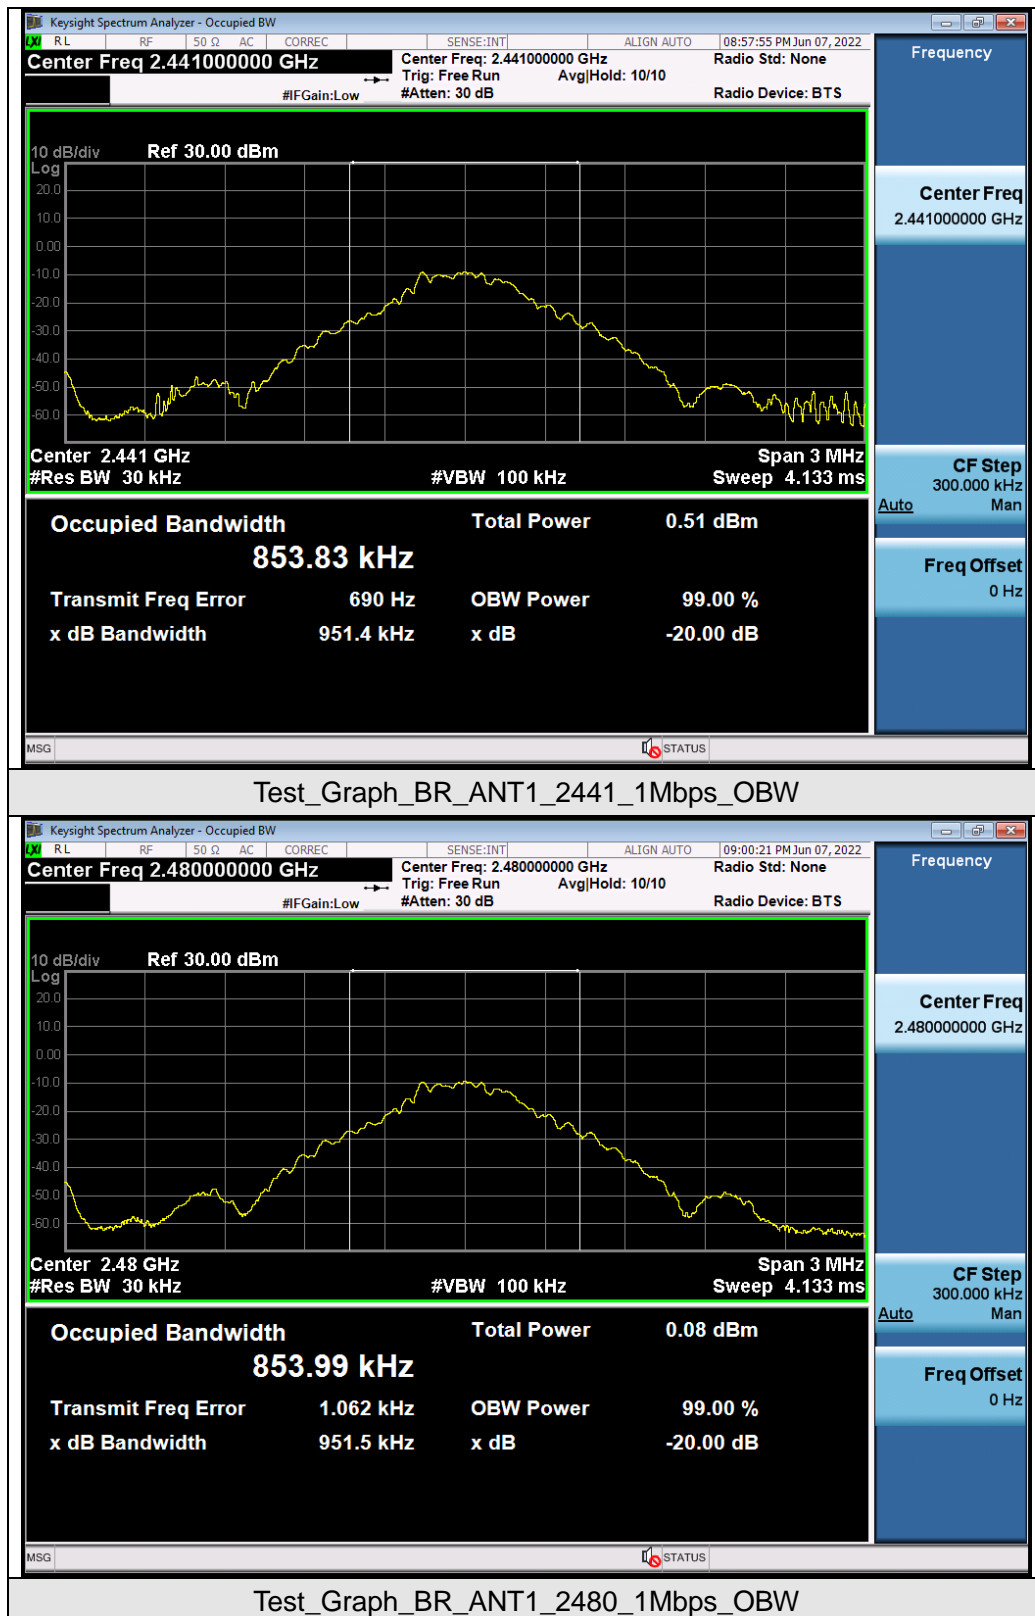 Keysight Spectrum Analyzer - Occupied BW
LXI RL RF 50 Ω AC CORREC SENSE:INT ALIGN AUTO 08:57:55 PM Jun 07, 2022
Center Freq 2.441000000 GHz
Center Freq: 2.441000000 GHz
Radio Std: None
Trig: Free Run Avg|Hold: 10/10
#IFGain:Low
#Atten: 30 dB
Radio Device: BTS
10 dB/div Ref 30.00 dBm
Log
20.0
10.0
0.00
-10.0
-20.0
-30.0
-40.0
-50.0
-60.0
Center 2.441 GHz Span 3 MHz
#Res BW 30 kHz #VBW 100 kHz Sweep 4.133 ms
Occupied Bandwidth Total Power 0.51 dBm
853.83 kHz
Transmit Freq Error 690 Hz OBW Power 99.00 %
x dB Bandwidth 951.4 kHz x dB -20.00 dB
MSG STATUS
Frequency
Center Freq
2.441000000 GHz
CF Step
300.000 kHz
Auto Man
Freq Offset
0 Hz
Test_Graph_BR_ANT1_2441_1Mbps_OBW
Keysight Spectrum Analyzer - Occupied BW
LXI RL RF 50 Ω AC CORREC SENSE:INT ALIGN AUTO 09:00:21 PM Jun 07, 2022
Center Freq 2.480000000 GHz
Center Freq: 2.480000000 GHz
Radio Std: None
Trig: Free Run Avg|Hold: 10/10
#IFGain:Low
#Atten: 30 dB
Radio Device: BTS
10 dB/div Ref 30.00 dBm
Log
20.0
10.0
0.00
-10.0
-20.0
-30.0
-40.0
-50.0
-60.0
Center 2.48 GHz Span 3 MHz
#Res BW 30 kHz #VBW 100 kHz Sweep 4.133 ms
Occupied Bandwidth Total Power 0.08 dBm
853.99 kHz
Transmit Freq Error 1.062 kHz OBW Power 99.00 %
x dB Bandwidth 951.5 kHz x dB -20.00 dB
MSG STATUS
Frequency
Center Freq
2.480000000 GHz
CF Step
300.000 kHz
Auto Man
Freq Offset
0 Hz
Test_Graph_BR_ANT1_2480_1Mbps_OBW